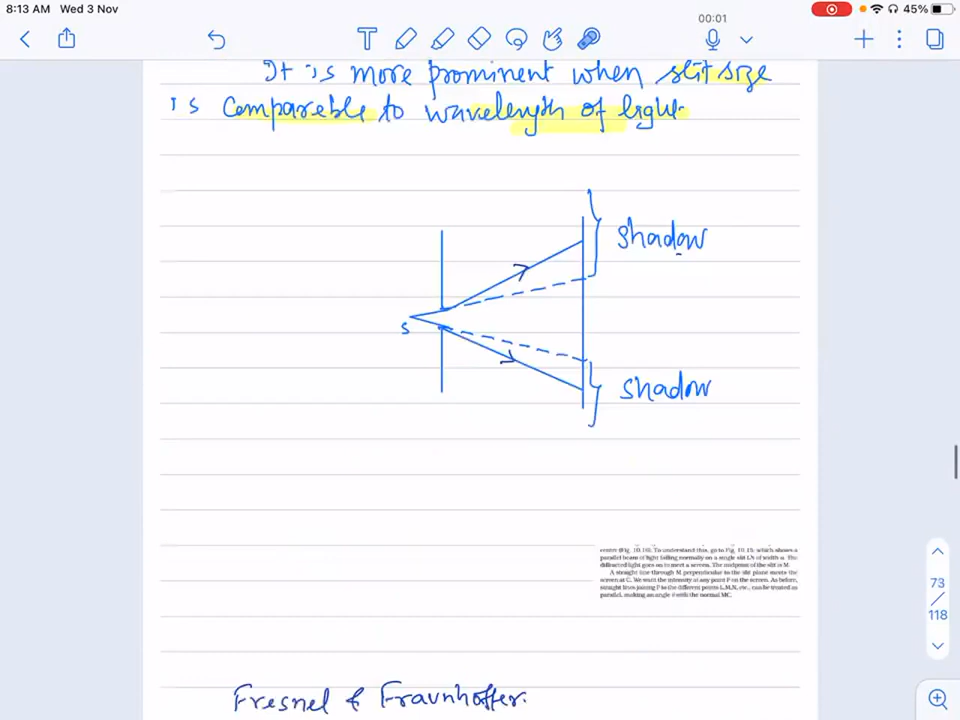 8:13 AM Wed 3 Nov
45%
00:01
It is more prominent when slit size
is comparable to wavelength of light.
shadow
S
shadow
centre (Fig. 10.16). To understand this, go to Fig. 10.15, which shows a
parallel beam of light falling normally on a single slit LN of width a. The
diffracted light goes on to meet a screen. The midpoint of the slit is M.
A straight line through M perpendicular to the slit plane meets the
screen at C. We want the intensity at any point P on the screen. As before,
straight lines joining P to the different points L,M,N, etc., can be treated as
parallel, making an angle θ with the normal MC.
73
118
Fresnel & Fraunhoffer.